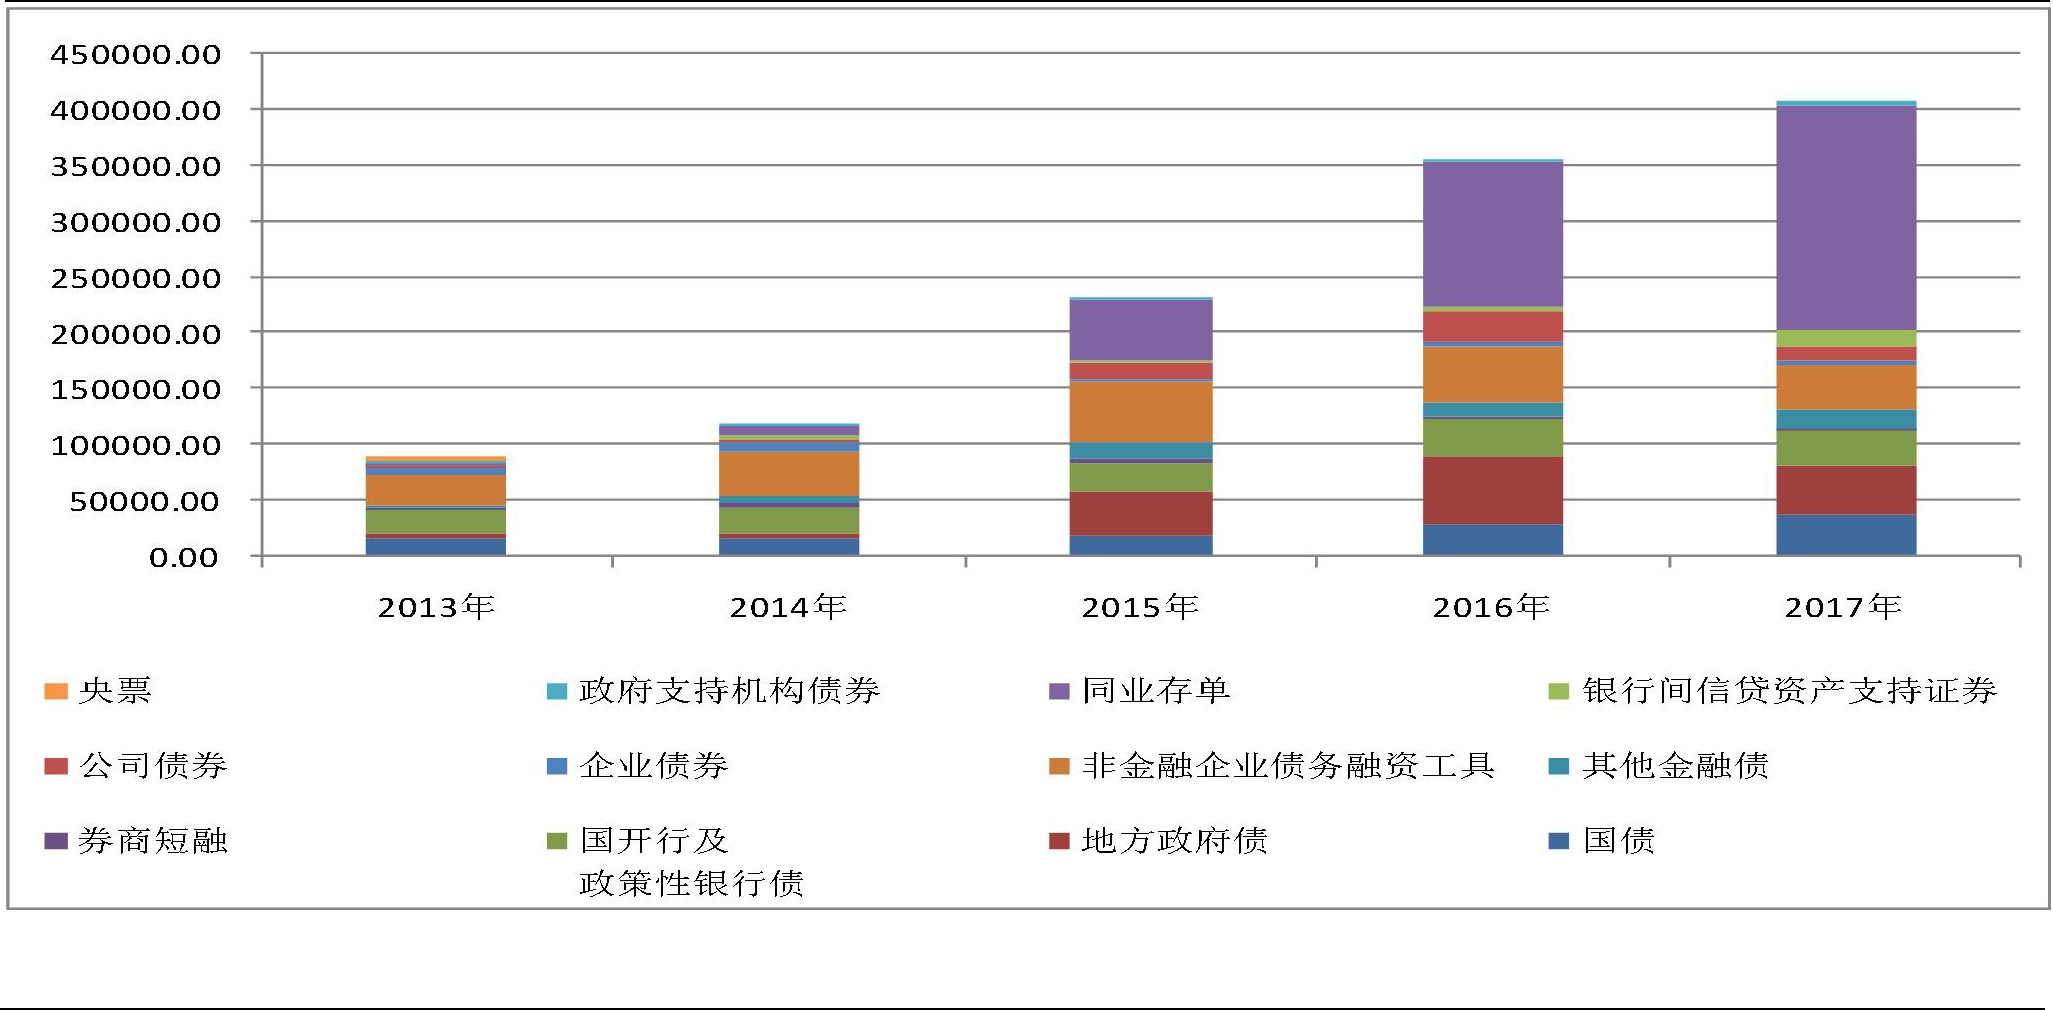 450000.00
400000.00
350000.00
300000.00
250000.00
200000.00
150000.00
100000.00
50000.00
0.00
2013年 2014年 2015年 2016年 2017年
央票 政府支持机构债券 同业存单 银行间信贷资产支持证券
公司债券 企业债券 非金融企业债务融资工具 其他金融债
券商短融 国开行及 地方政府债 国债
政策性银行债